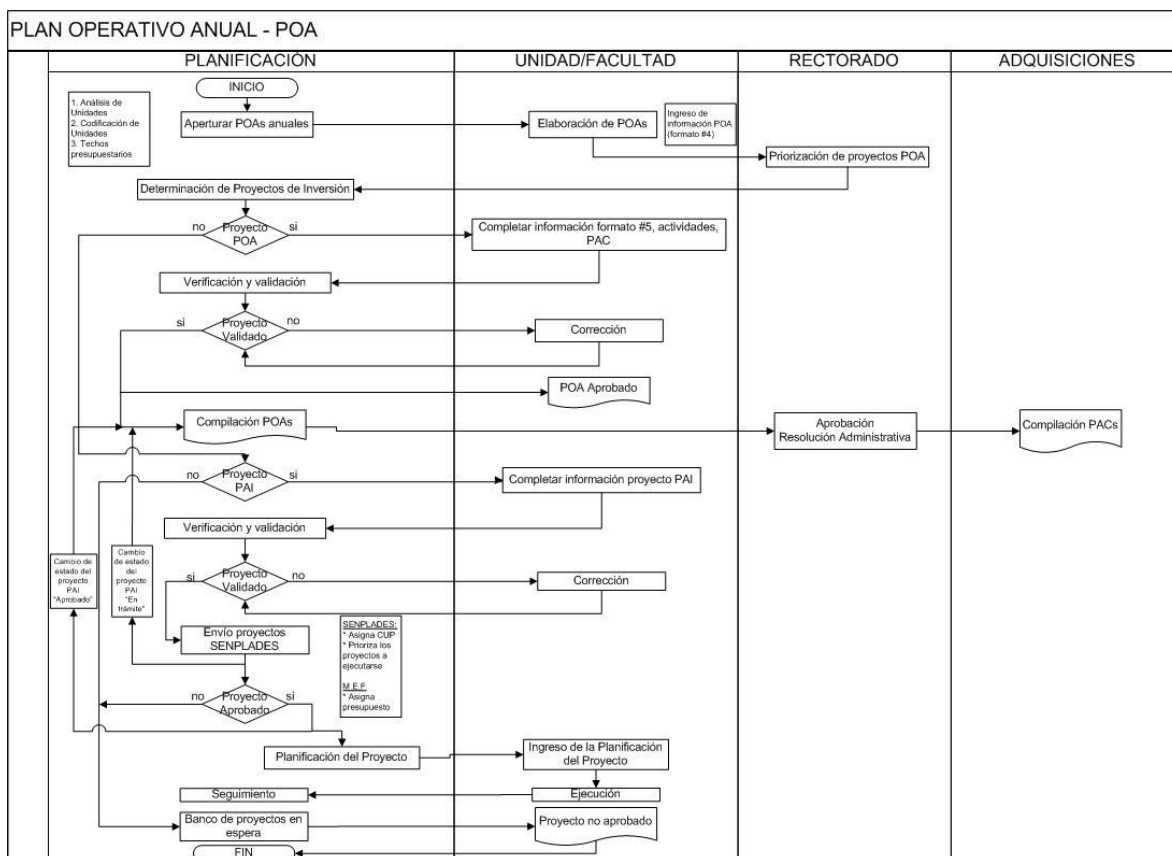 PLAN OPERATIVO ANUAL - POA
PLANIFICACIÓN
UNIDAD/FACULTAD
RECTORADO
ADQUISICIONES
INICIO
1. Análisis de
Unidades
2. Codificación de
Unidades
3. Techos
presupuestarios
Aperturar POAs anuales
Elaboración de POAs
Ingreso de
información POA
(formato #4)
Priorización de proyectos POA
Determinación de Proyectos de Inversión
no
Proyecto
POA
si
Completar información formato #5, actividades,
PAC
Verificación y validación
si
Proyecto
Validado
no
Corrección
POA Aprobado
Compilación POAs
Aprobación
Resolución Administrativa
Compilación PACs
no
Proyecto
PAI
si
Completar información proyecto PAI
Verificación y validación
Cambio de
estado del
proyecto
PAI
"Aprobado"
Cambio
de estado
del
proyecto
PAI
"En
trámite"
si
Proyecto
Validado
no
Corrección
Envío proyectos
SENPLADES
SENPLADES:
* Asigna CUP
* Prioriza los
proyectos a
ejecutarse
M.E.F
* Asigna
presupuesto
no
Proyecto
Aprobado
si
Planificación del Proyecto
Ingreso de la Planificación
del Proyecto
Seguimiento
Ejecución
Banco de proyectos en
espera
Proyecto no aprobado
FIN